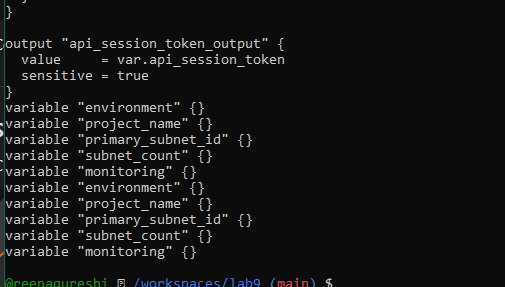 }
output "api_session_token_output" {
  value     = var.api_session_token
  sensitive = true
}
variable "environment" {}
variable "project_name" {}
variable "primary_subnet_id" {}
variable "subnet_count" {}
variable "monitoring" {}
variable "environment" {}
variable "project_name" {}
variable "primary_subnet_id" {}
variable "subnet_count" {}
variable "monitoring" {}
@reenaqureshi /workspaces/lab9 (main) $